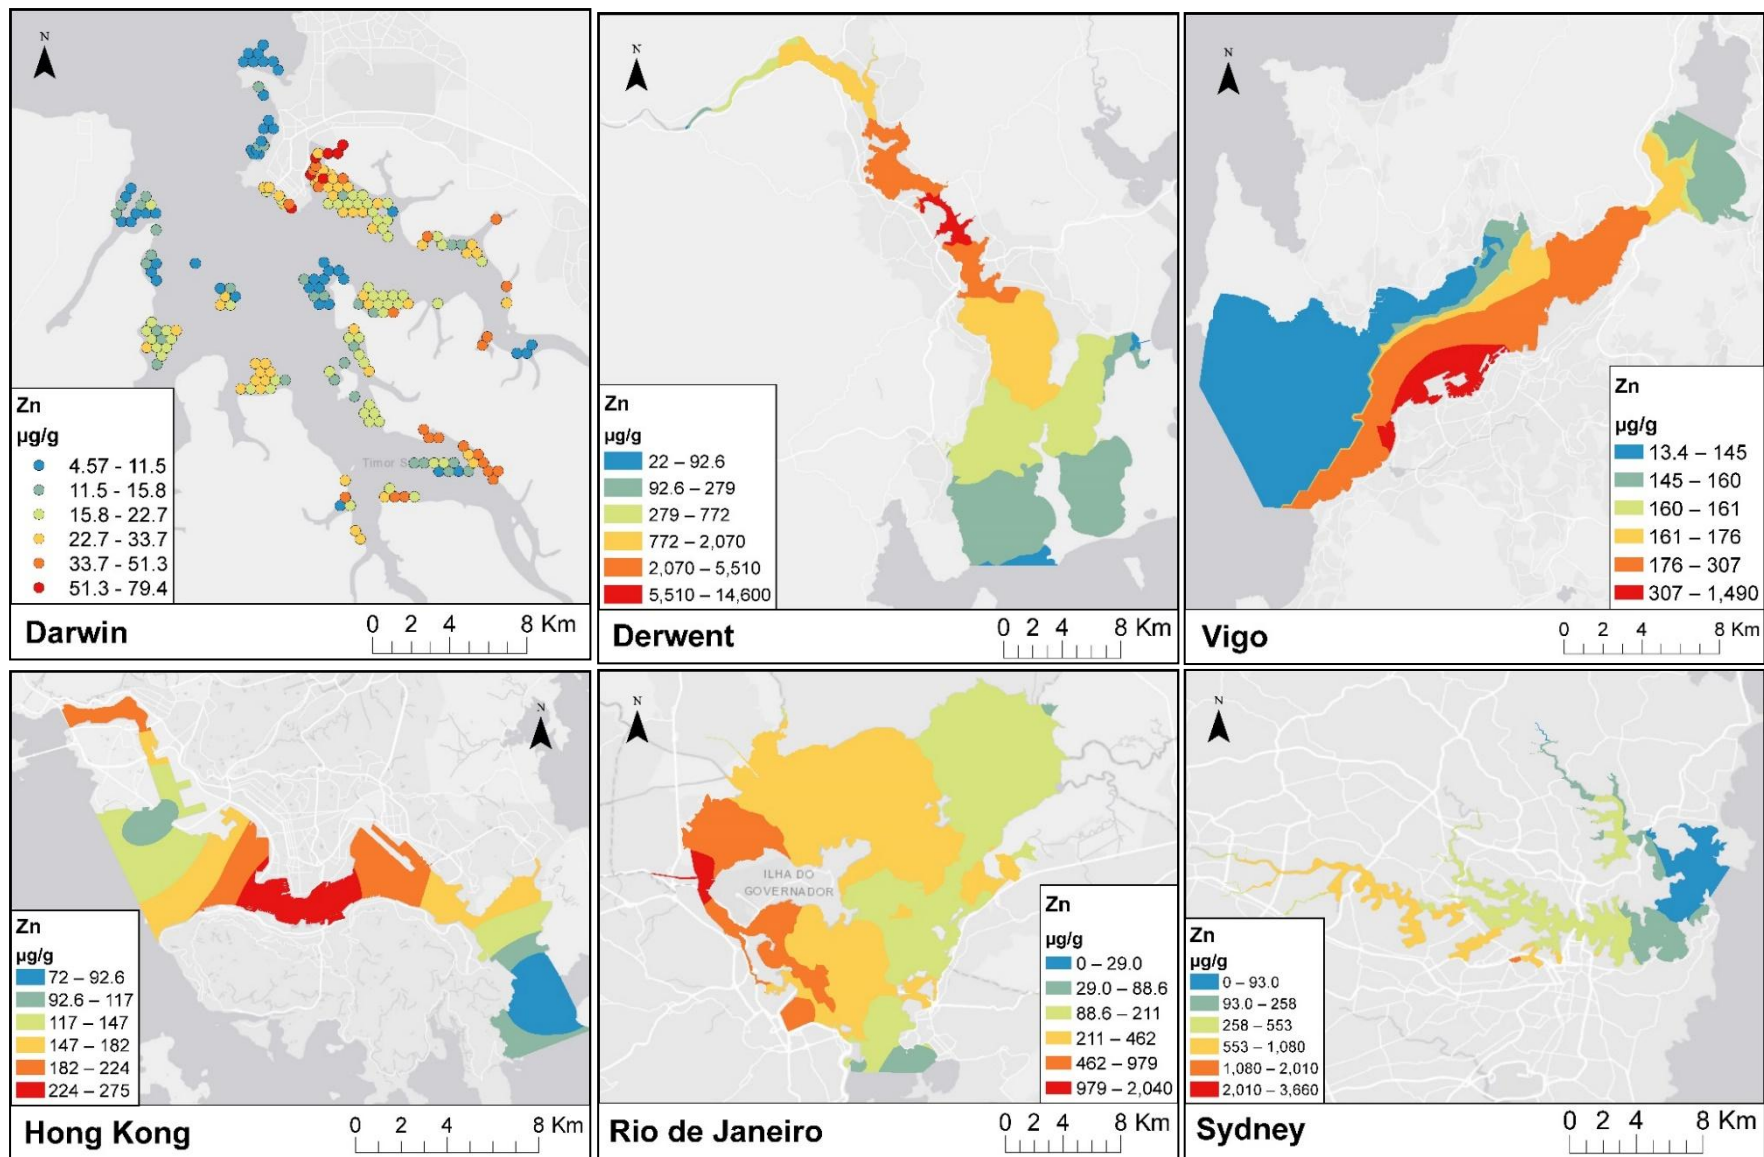 N
Timor S
Zn
µg/g
4.57 - 11.5
11.5 - 15.8
15.8 - 22.7
22.7 - 33.7
33.7 - 51.3
51.3 - 79.4
Darwin
0 2 4 8 Km
N
Zn
µg/g
22 – 92.6
92.6 – 279
279 – 772
772 – 2,070
2,070 – 5,510
5,510 – 14,600
Derwent
0 2 4 8 Km
N
Zn
µg/g
13.4 – 145
145 – 160
160 – 161
161 – 176
176 – 307
307 – 1,490
Vigo
0 2 4 8 Km
N
Zn
µg/g
72 – 92.6
92.6 – 117
117 – 147
147 – 182
182 – 224
224 – 275
Hong Kong
0 2 4 8 Km
N
ILHA DO
GOVERNADOR
Zn
µg/g
0 – 29.0
29.0 – 88.6
88.6 – 211
211 – 462
462 – 979
979 – 2,040
Rio de Janeiro
0 2 4 8 Km
N
Zn
µg/g
0 – 93.0
93.0 – 258
258 – 553
553 – 1,080
1,080 – 2,010
2,010 – 3,660
Sydney
0 2 4 8 Km